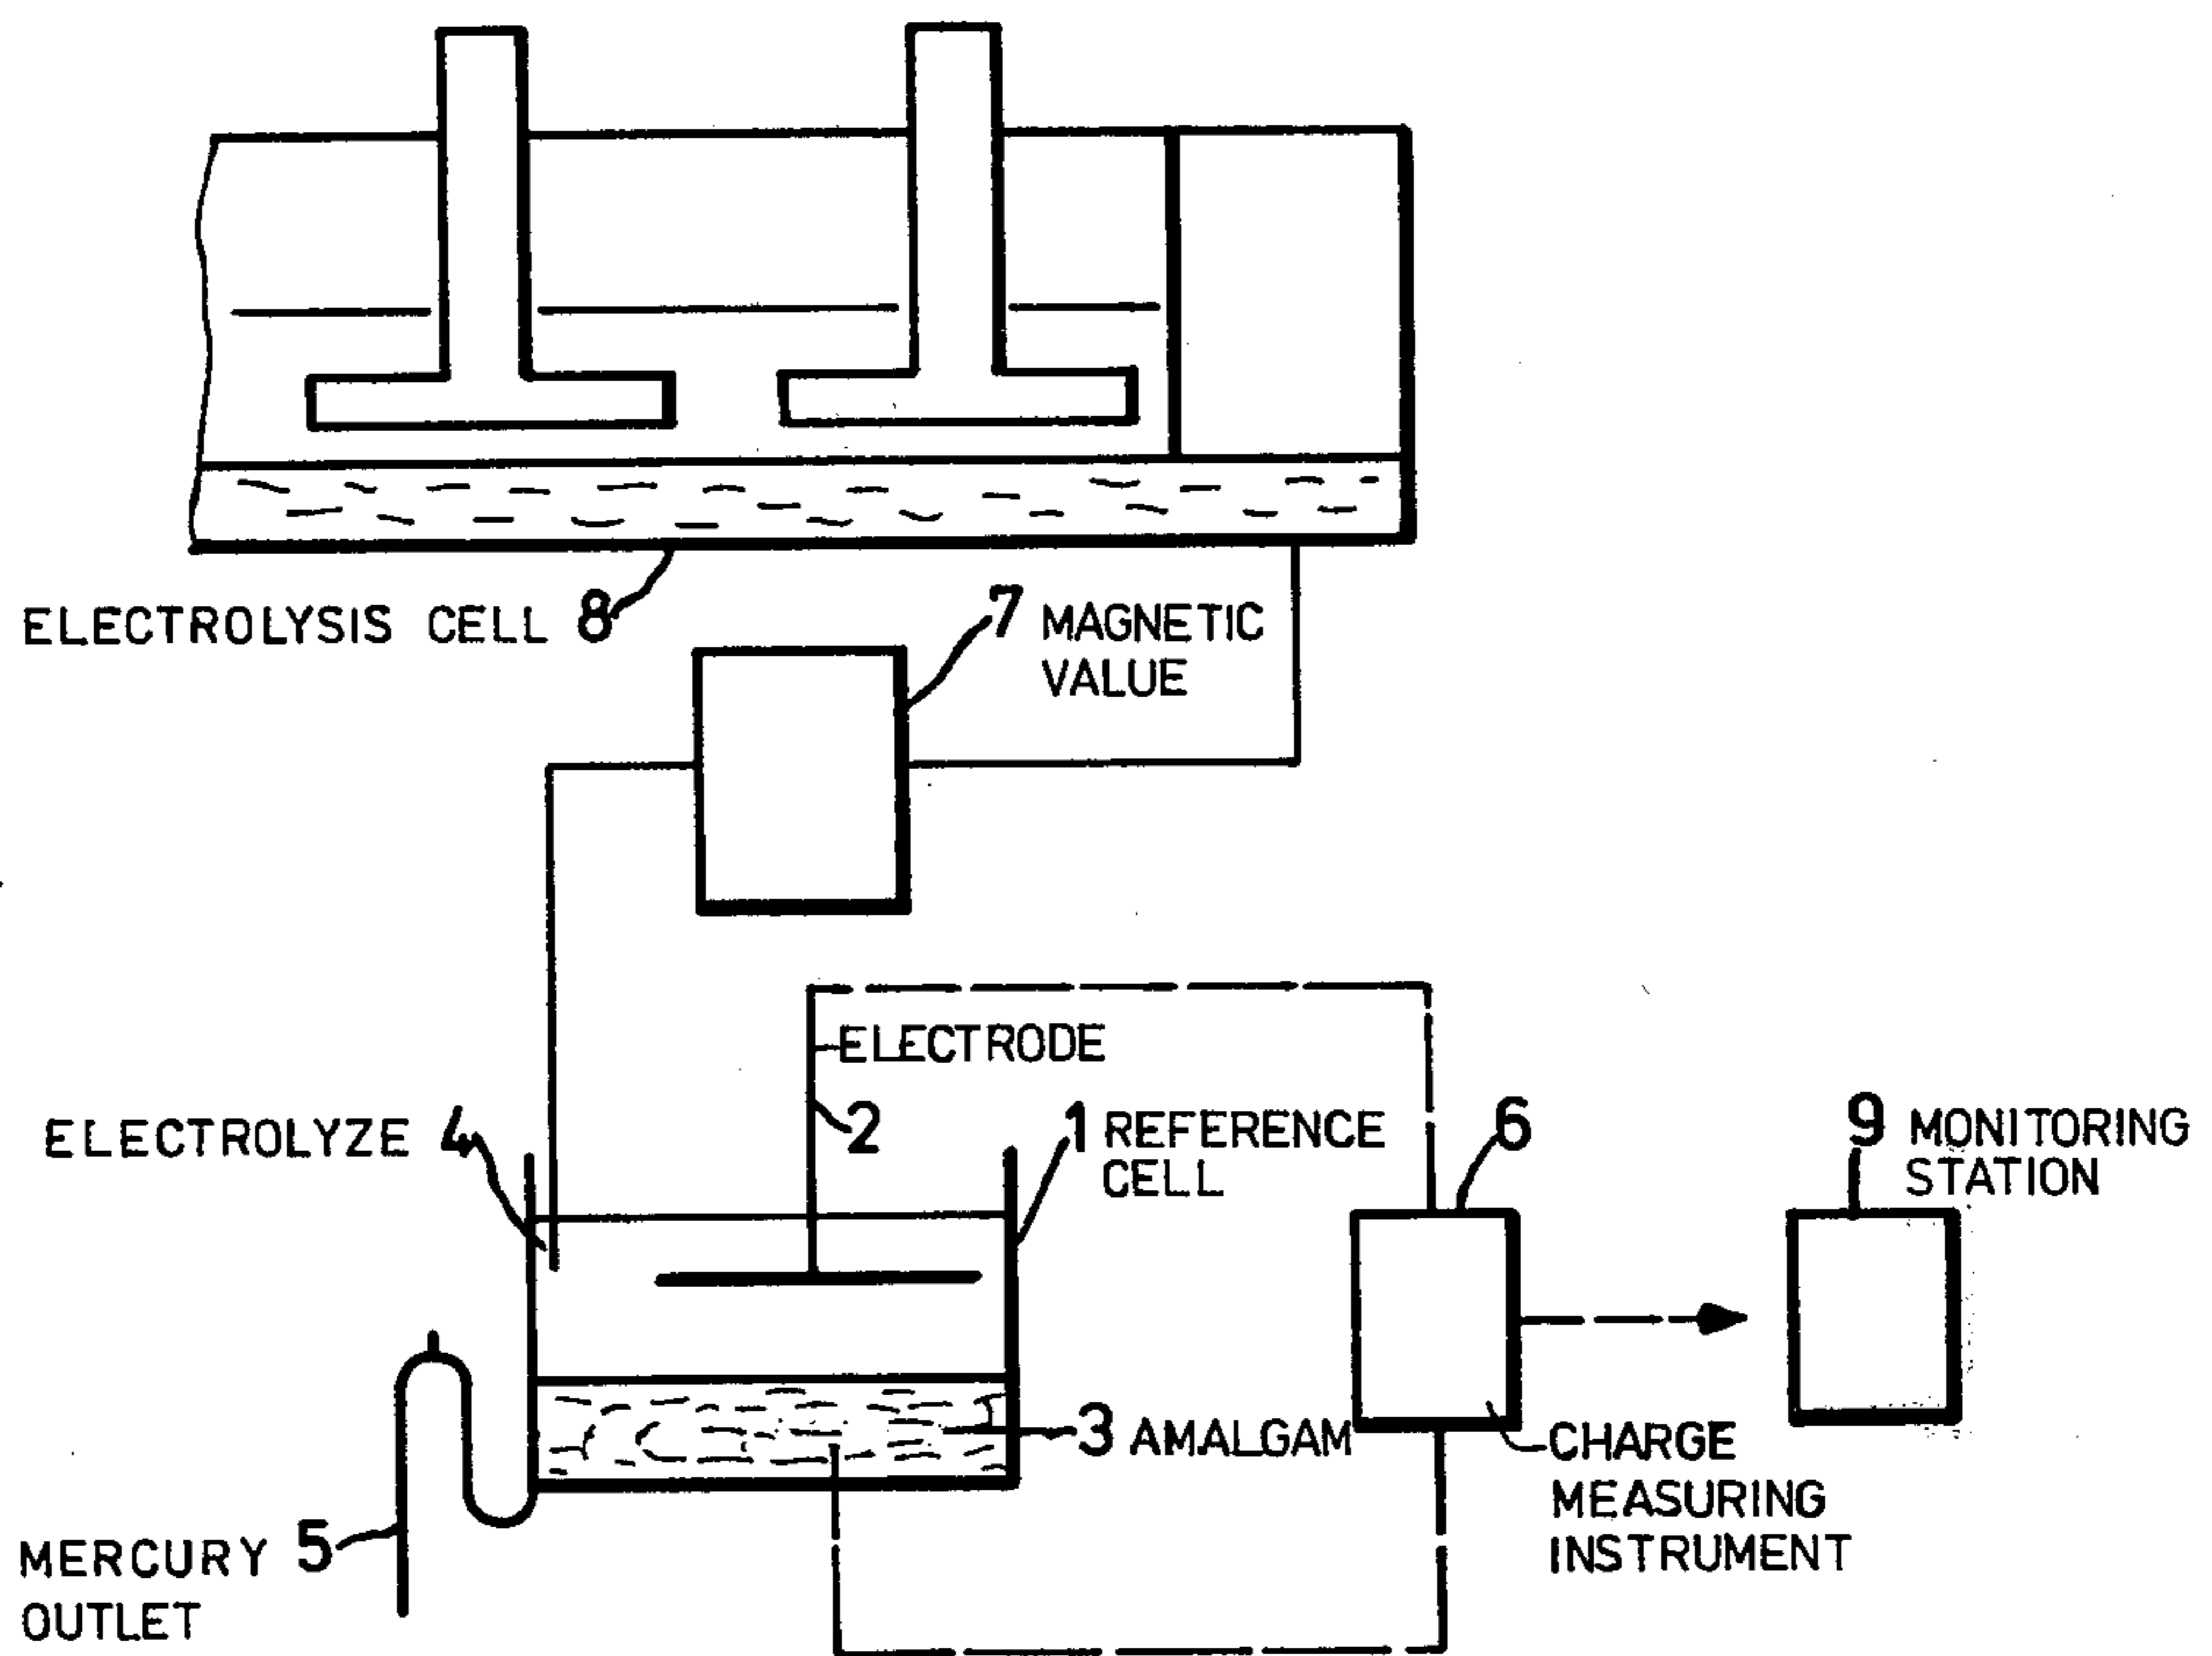 ELECTROLYSIS CELL 8
7 MAGNETIC
VALUE
ELECTRODE
2
ELECTROLYZE 4
1 REFERENCE
CELL
6
9 MONITORING
STATION
3 AMALGAM
CHARGE
MEASURING
INSTRUMENT
MERCURY 5
OUTLET